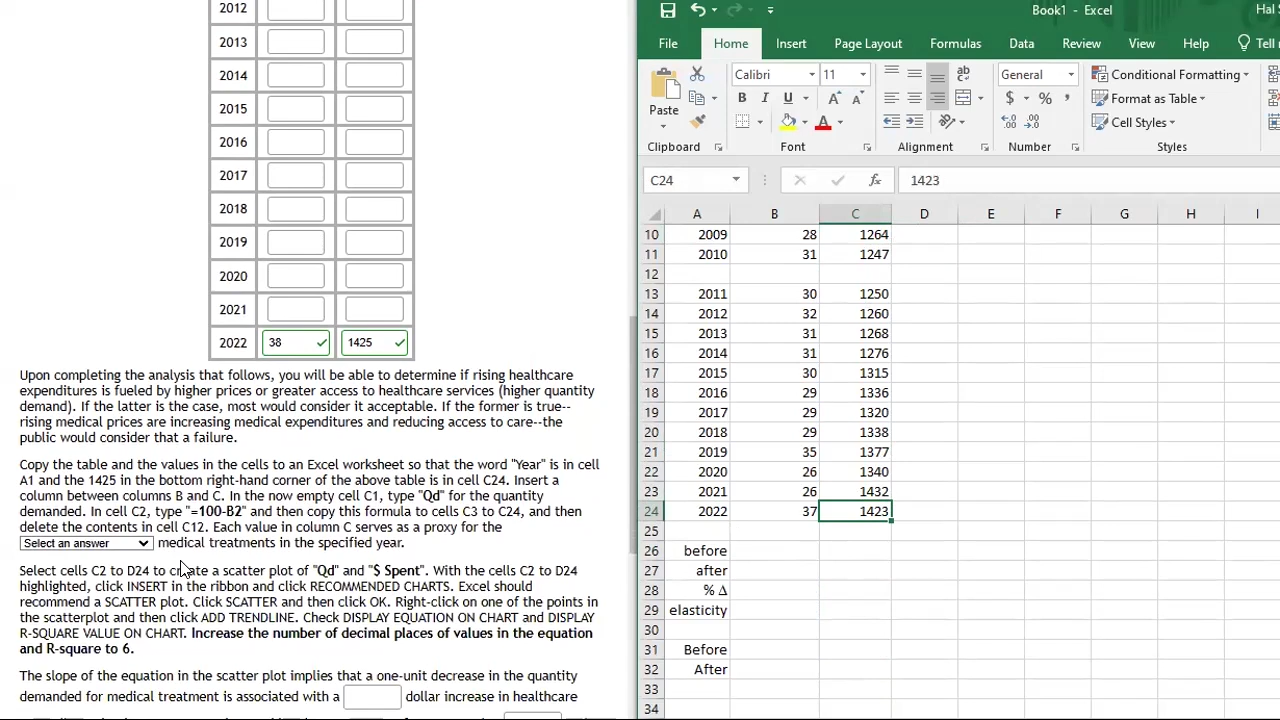 2012
2013
2014
2015
2016
2017
2018
2019
2020
2021
2022 38 1425
Upon completing the analysis that follows, you will be able to determine if rising healthcare
expenditures is fueled by higher prices or greater access to healthcare services (higher quantity
demand). If the latter is the case, most would consider it acceptable. If the former is true--
rising medical prices are increasing medical expenditures and reducing access to care--the
public would consider that a failure.
Copy the table and the values in the cells to an Excel worksheet so that the word "Year" is in cell
A1 and the 1425 in the bottom right-hand corner of the above table is in cell C24. Insert a
column between columns B and C. In the now empty cell C1, type "Qd" for the quantity
demanded. In cell C2, type "=100-B2" and then copy this formula to cells C3 to C24, and then
delete the contents in cell C12. Each value in column C serves as a proxy for the
Select an answer medical treatments in the specified year.
Select cells C2 to D24 to create a scatter plot of "Qd" and "$ Spent". With the cells C2 to D24
highlighted, click INSERT in the ribbon and click RECOMMENDED CHARTS. Excel should
recommend a SCATTER plot. Click SCATTER and then click OK. Right-click on one of the points in
the scatterplot and then click ADD TRENDLINE. Check DISPLAY EQUATION ON CHART and DISPLAY
R-SQUARE VALUE ON CHART. Increase the number of decimal places of values in the equation
and R-square to 6.
The slope of the equation in the scatter plot implies that a one-unit decrease in the quantity
demanded for medical treatment is associated with a dollar increase in healthcare
Book1 - Excel Hal S
File Home Insert Page Layout Formulas Data Review View Help Tell
Paste Calibri 11 ab General Conditional Formatting
B I U A A $ % , Format as Table
A Cell Styles
Clipboard Font Alignment Number Styles
C24 fx 1423
A B C D E F G H I
10 2009 28 1264
11 2010 31 1247
12
13 2011 30 1250
14 2012 32 1260
15 2013 31 1268
16 2014 31 1276
17 2015 30 1315
18 2016 29 1336
19 2017 29 1320
20 2018 29 1338
21 2019 35 1377
22 2020 26 1340
23 2021 26 1432
24 2022 37 1423
25
26 before
27 after
28 % Δ
29 elasticity
30
31 Before
32 After
33
34